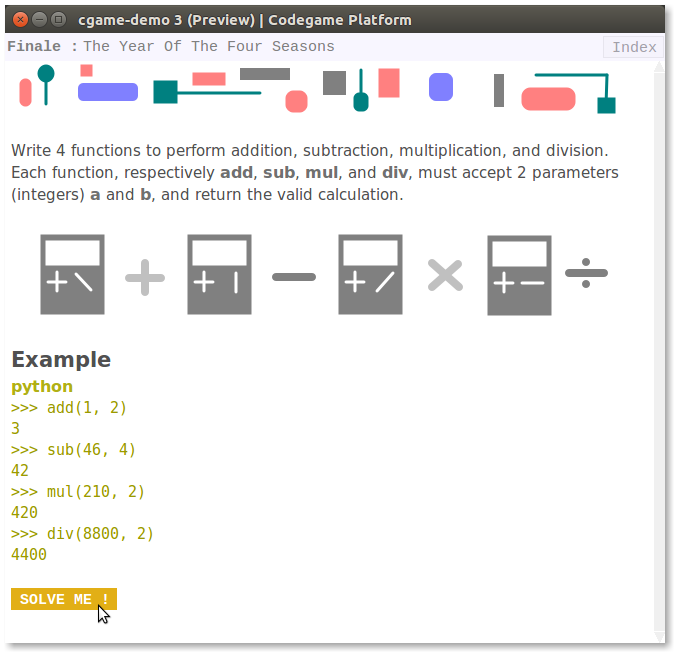 cgame-demo 3 (Preview) | Codegame Platform
Finale : The Year Of The Four Seasons
Index
Write 4 functions to perform addition, subtraction, multiplication, and division.
Each function, respectively add, sub, mul, and div, must accept 2 parameters
(integers) a and b, and return the valid calculation.
Example
python
>>> add(1, 2)
3
>>> sub(46, 4)
42
>>> mul(210, 2)
420
>>> div(8800, 2)
4400
SOLVE ME !